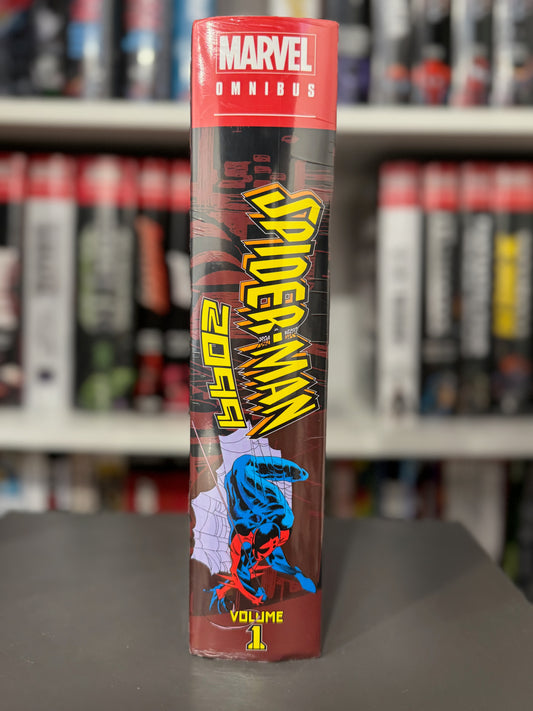 MARVEL
OMNIBUS
SPIDER-MAN
2099
VOLUME
1